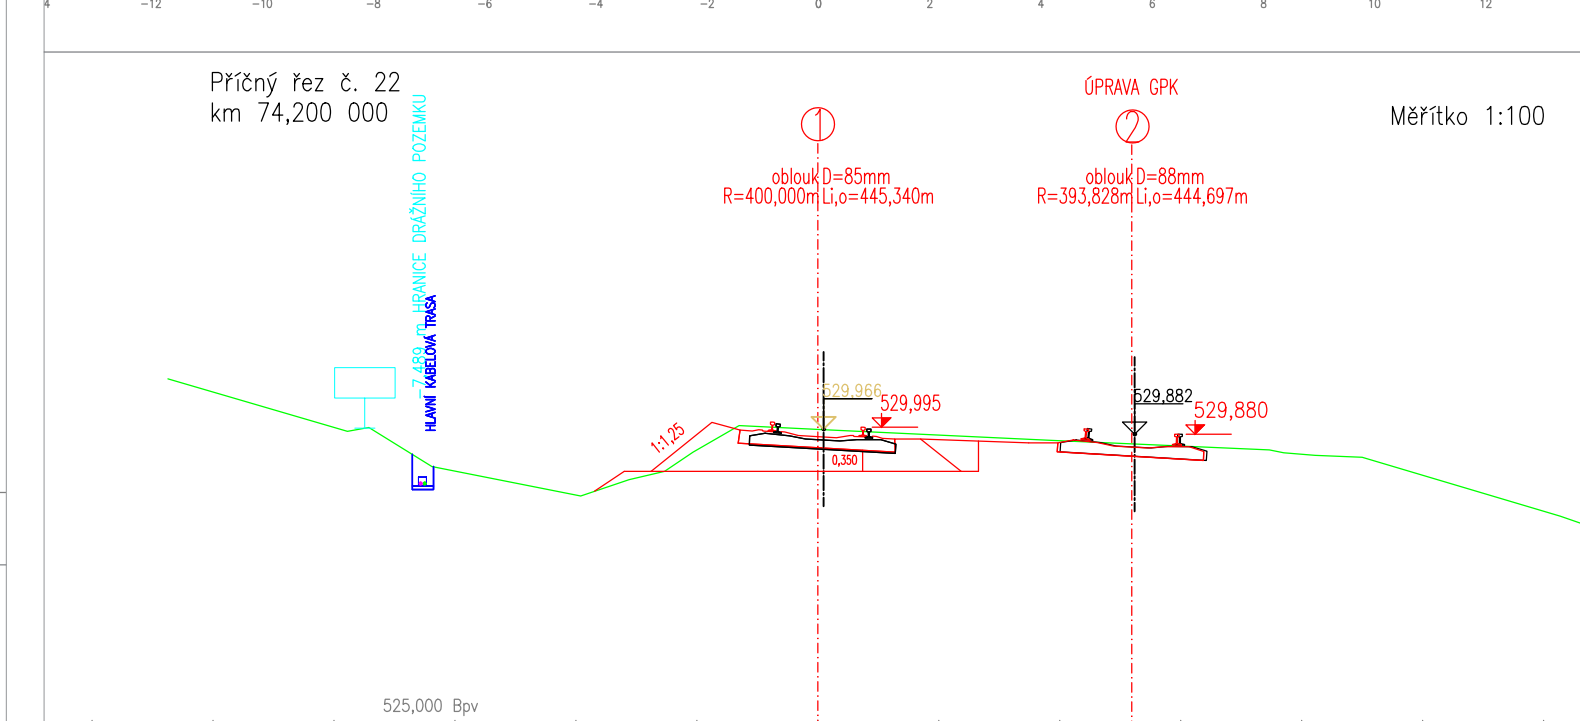 4 -12 -10 -8 -6 -4 -2 0 2 4 6 8 10 12
Příčný řez č. 22
km 74,200 000
ÚPRAVA GPK
Měřítko 1:100
1
2
oblouk D=85mm
R=400,000m Li,o=445,340m
oblouk D=88mm
R=393,828m Li,o=444,697m
-7,489 m HRANICE DRÁŽNÍHO POZEMKU
HLAVNÍ KABELOVÁ TRASA
529,966
529,995
529,882
529,880
1:1,25
0,350
525,000 Bpv